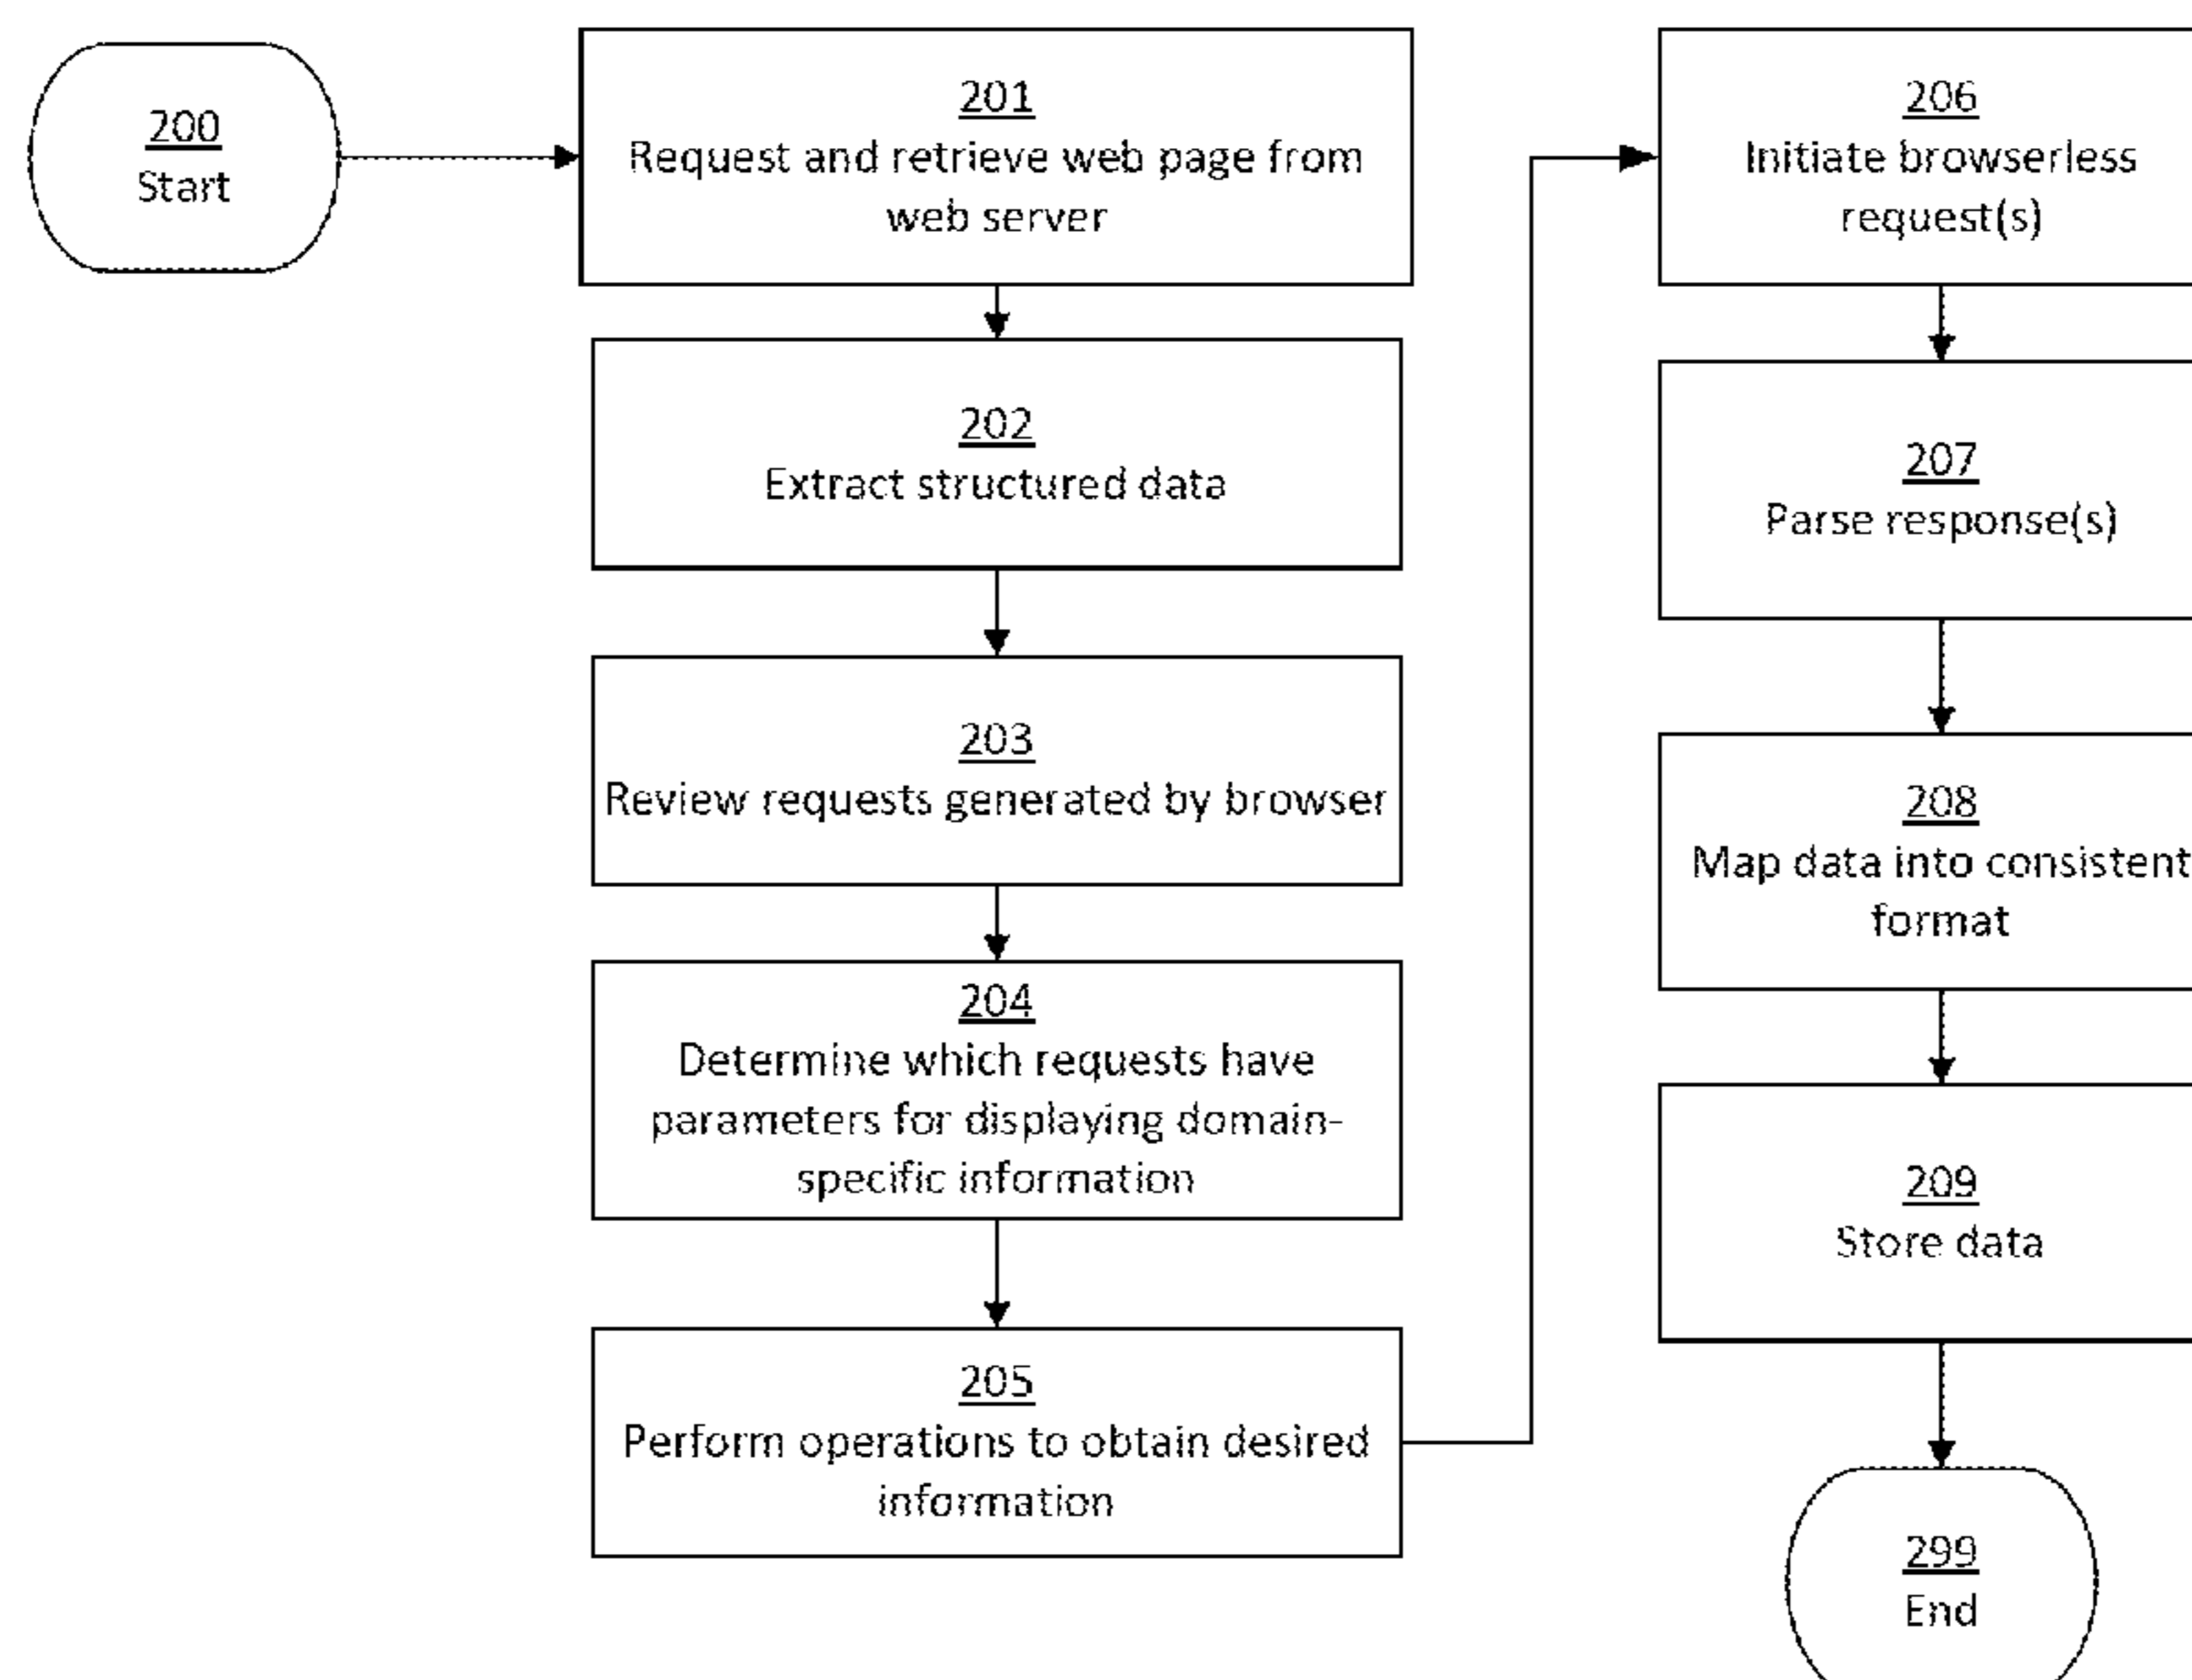 200
Start
201
Request and retrieve web page from
web server
202
Extract structured data
203
Review requests generated by browser
204
Determine which requests have
parameters for displaying domain-
specific information
205
Perform operations to obtain desired
information
206
Initiate browserless
request(s)
207
Parse response(s)
208
Map data into consistent
format
209
Store data
299
End